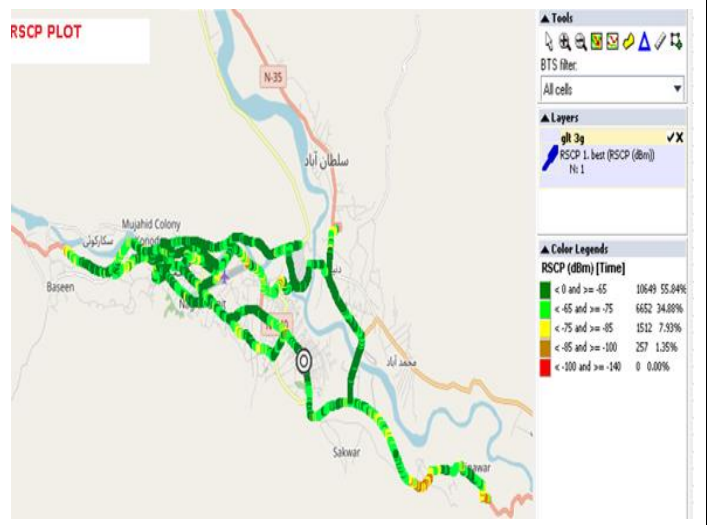 RSCP PLOT
N-35
سلطان آباد
Mujahid Colony
سکارکوئی
Baseen
محمد آباد
Sakwar
Tools
BTS filter:
All cells
Layers
glt 3g
RSCP 1. best (RSCP (dBm))
N: 1
Color Legends
RSCP (dBm) [Time]
< 0 and >= -65 10649 55.84%
< -65 and >= -75 6652 34.88%
< -75 and >= -85 1512 7.93%
< -85 and >= -100 257 1.35%
< -100 and >= -140 0 0.00%